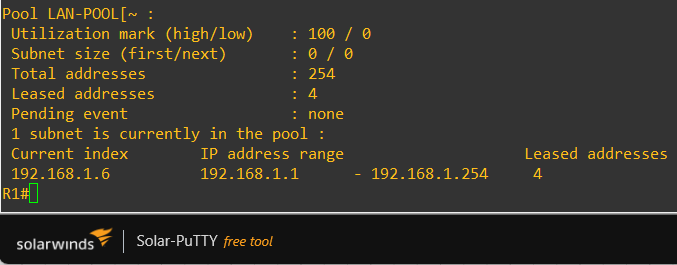 Pool LAN-POOL[~ :
Utilization mark (high/low)    : 100 / 0
Subnet size (first/next)       : 0 / 0
Total addresses                : 254
Leased addresses               : 4
Pending event                  : none
1 subnet is currently in the pool :
Current index        IP address range                    Leased addresses
192.168.1.6          192.168.1.1      - 192.168.1.254     4
R1#
solarwinds | Solar-PuTTY free tool